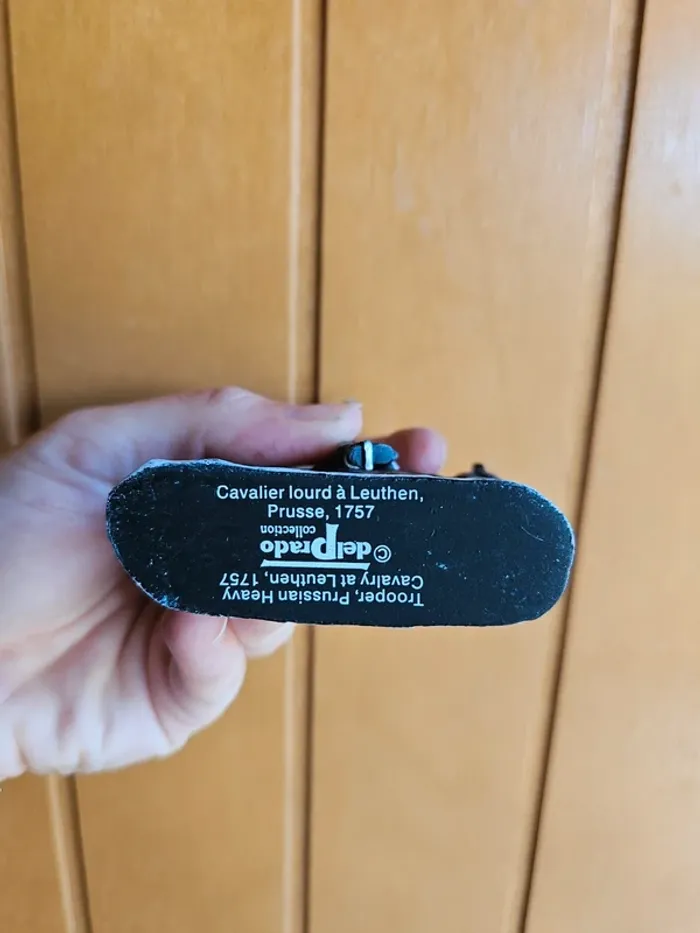 Cavalier lourd à Leuthen,
Prusse, 1757
© delPrado
collection
Trooper, Prussian Heavy
Cavalry at Leuthen, 1757